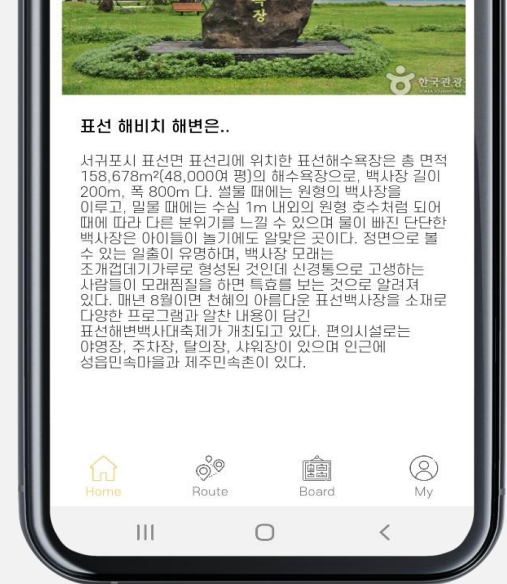 장
한국관광
표선 해비치 해변은..
서귀포시 표선면 표선리에 위치한 표선해수욕장은 총 면적
158,678m²(48,000여 평)의 해수욕장으로, 백사장 길이
200m, 폭 800m 다. 썰물 때에는 원형의 백사장을
이루고, 밀물 때에는 수심 1m 내외의 원형 호수처럼 되어
때에 따라 다른 분위기를 느낄 수 있으며 물이 빠진 단단한
백사장은 아이들이 놀기에도 알맞은 곳이다. 정면으로 볼
수 있는 일출이 유명하며, 백사장 모래는
조개껍데기가루로 형성된 것인데 신경통으로 고생하는
사람들이 모래찜질을 하면 특효를 보는 것으로 알려져
있다. 매년 8월이면 천혜의 아름다운 표선백사장을 소재로
다양한 프로그램과 알찬 내용이 담긴
표선해변백사대축제가 개최되고 있다. 편의시설로는
야영장, 주차장, 탈의장, 샤워장이 있으며 인근에
성읍민속마을과 제주민속촌이 있다.
Home Route Board My